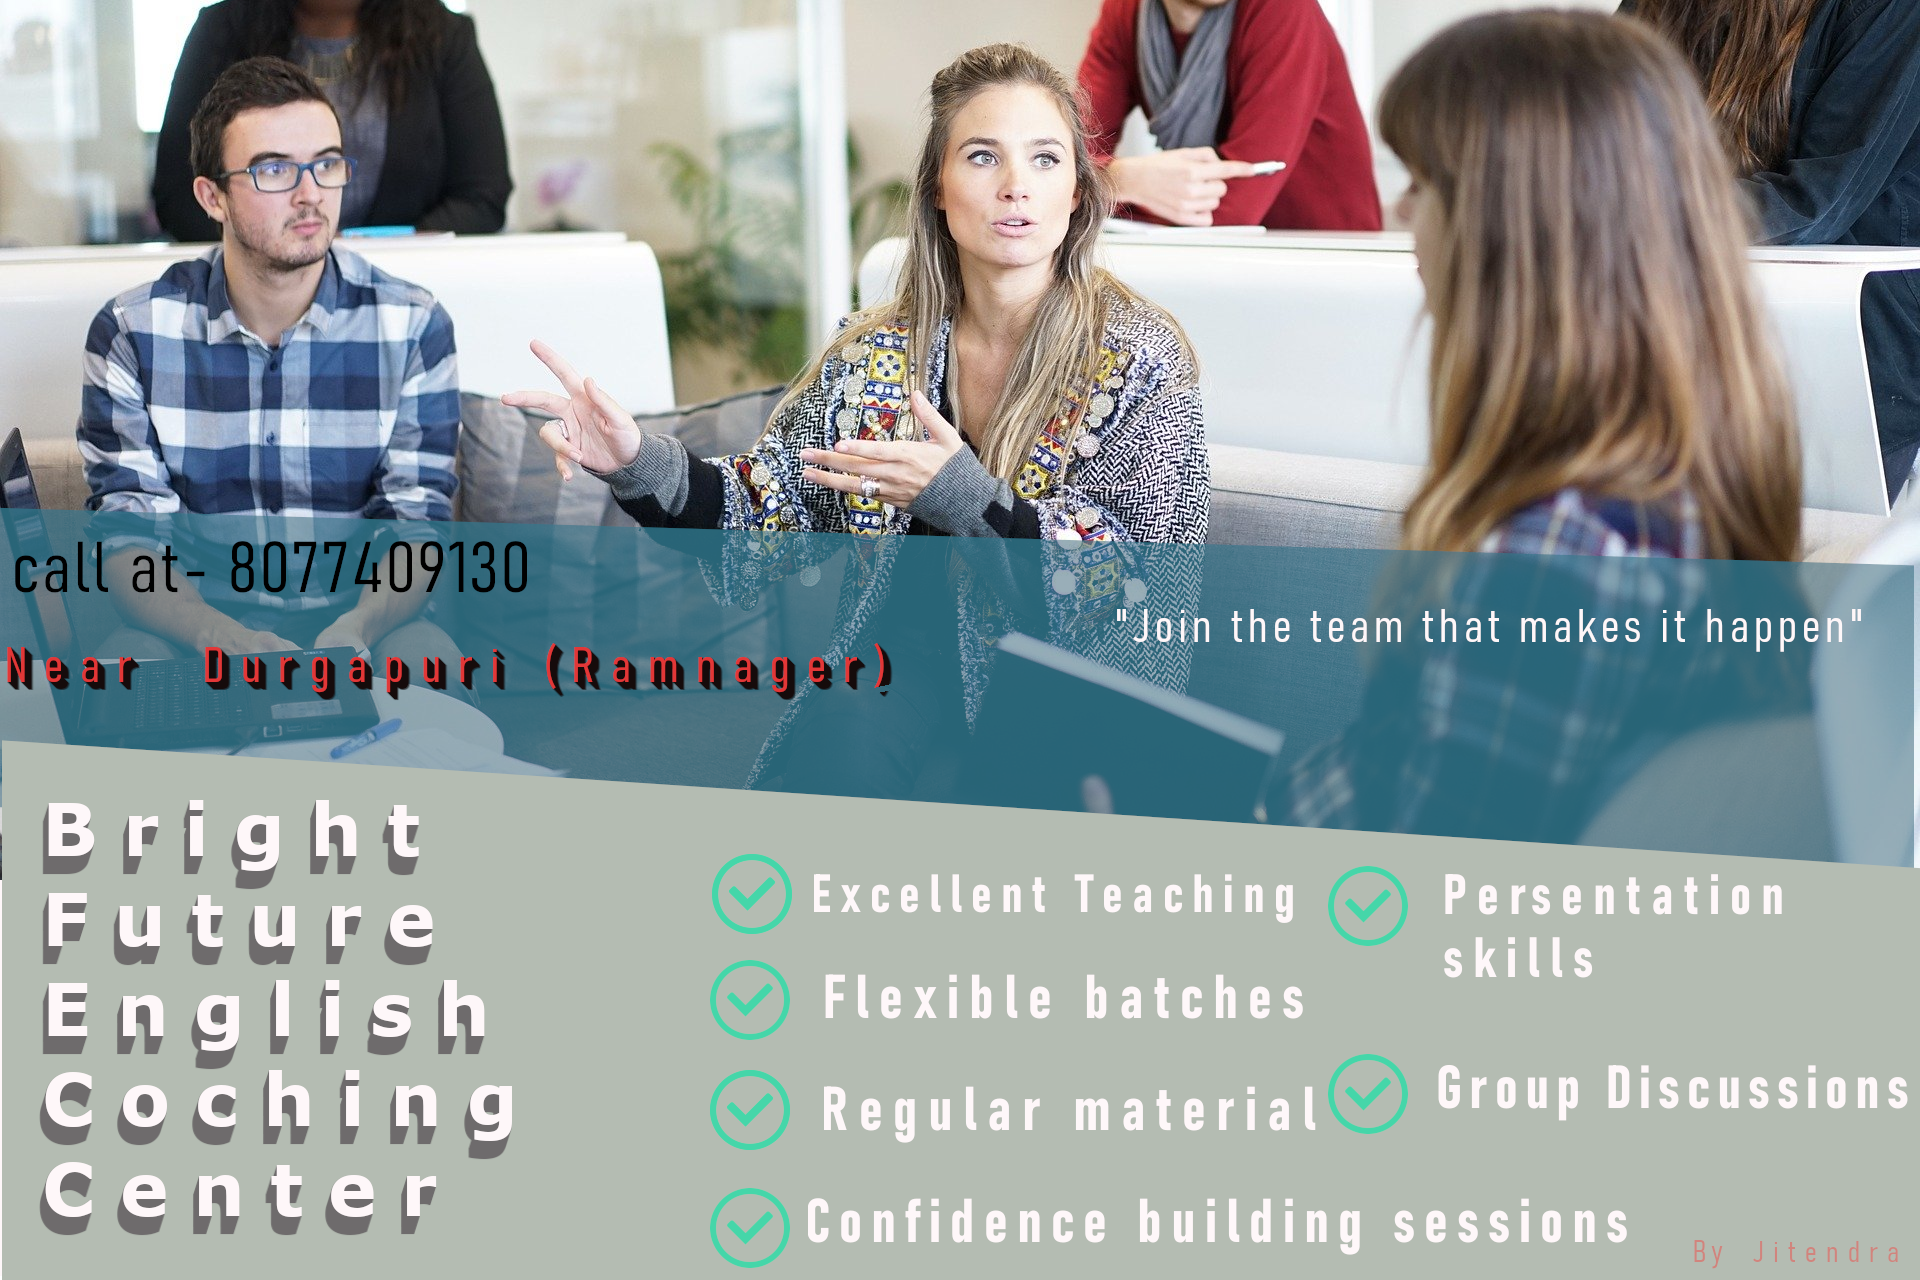 call at- 8077409130
"Join the team that makes it happen"
Near Durgapuri (Ramnager)
Bright
Future
English
Coching
Center
Excellent Teaching
Flexible batches
Regular material
Confidence building sessions
Persentation
skills
Group Discussions
By Jitendra